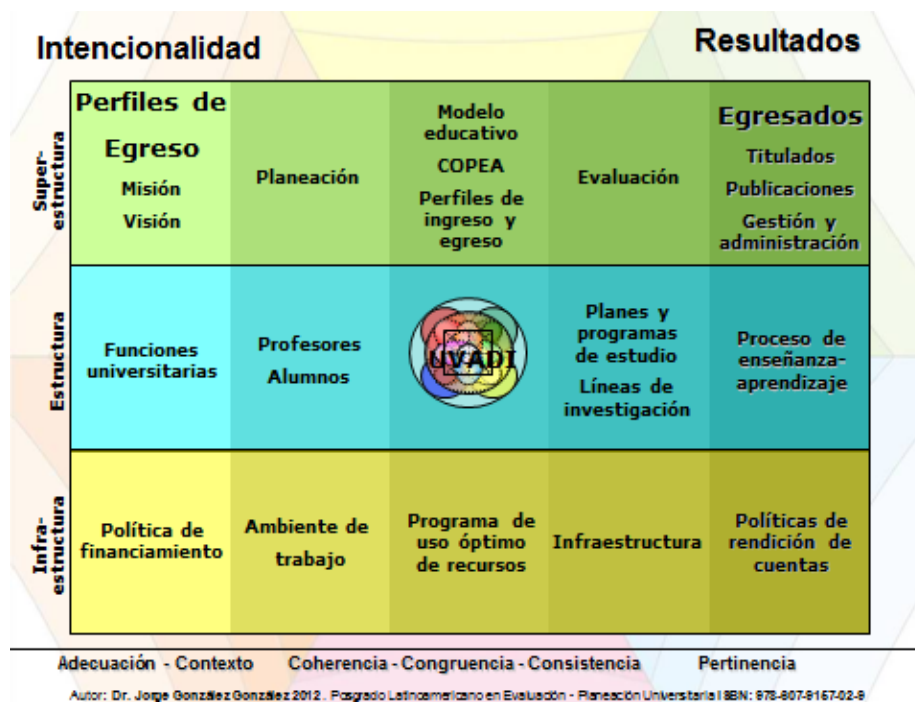 Intencionalidad
Resultados
Super-
estructura
Perfiles de
Egreso
Misión
Visión
Planeación
Modelo
educativo
COPEA
Perfiles de
ingreso y
egreso
Evaluación
Egresados
Titulados
Publicaciones
Gestión y
administración
Estructura
Funciones
universitarias
Profesores
Alumnos
UVADI
Planes y
programas
de estudio
Líneas de
investigación
Proceso de
enseñanza-
aprendizaje
Infra-
estructura
Política de
financiamiento
Ambiente de
trabajo
Programa de
uso óptimo
de recursos
Infraestructura
Políticas de
rendición de
cuentas
Adecuación - Contexto Coherencia - Congruencia - Consistencia Pertinencia
Autor: Dr. Jorge González González 2012. Posgrado Latinoamericano en Evaluación - Planeación Universitaria ISBN: 978-607-9157-02-9